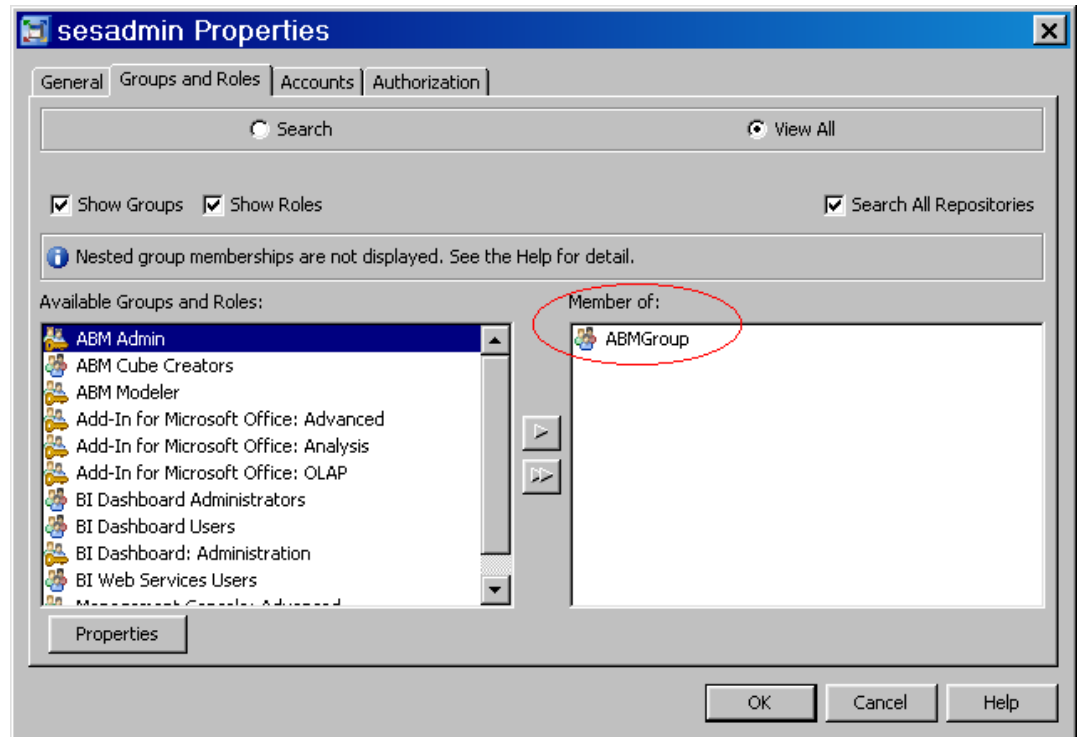 sesadmin Properties
General Groups and Roles Accounts Authorization
Search View All
Show Groups Show Roles Search All Repositories
Nested group memberships are not displayed. See the Help for detail.
Available Groups and Roles: Member of:
ABM Admin ABMGroup
ABM Cube Creators
ABM Modeler
Add-In for Microsoft Office: Advanced
Add-In for Microsoft Office: Analysis
Add-In for Microsoft Office: OLAP
BI Dashboard Administrators
BI Dashboard Users
BI Dashboard: Administration
BI Web Services Users
Management Console: Advanced
Properties
OK Cancel Help